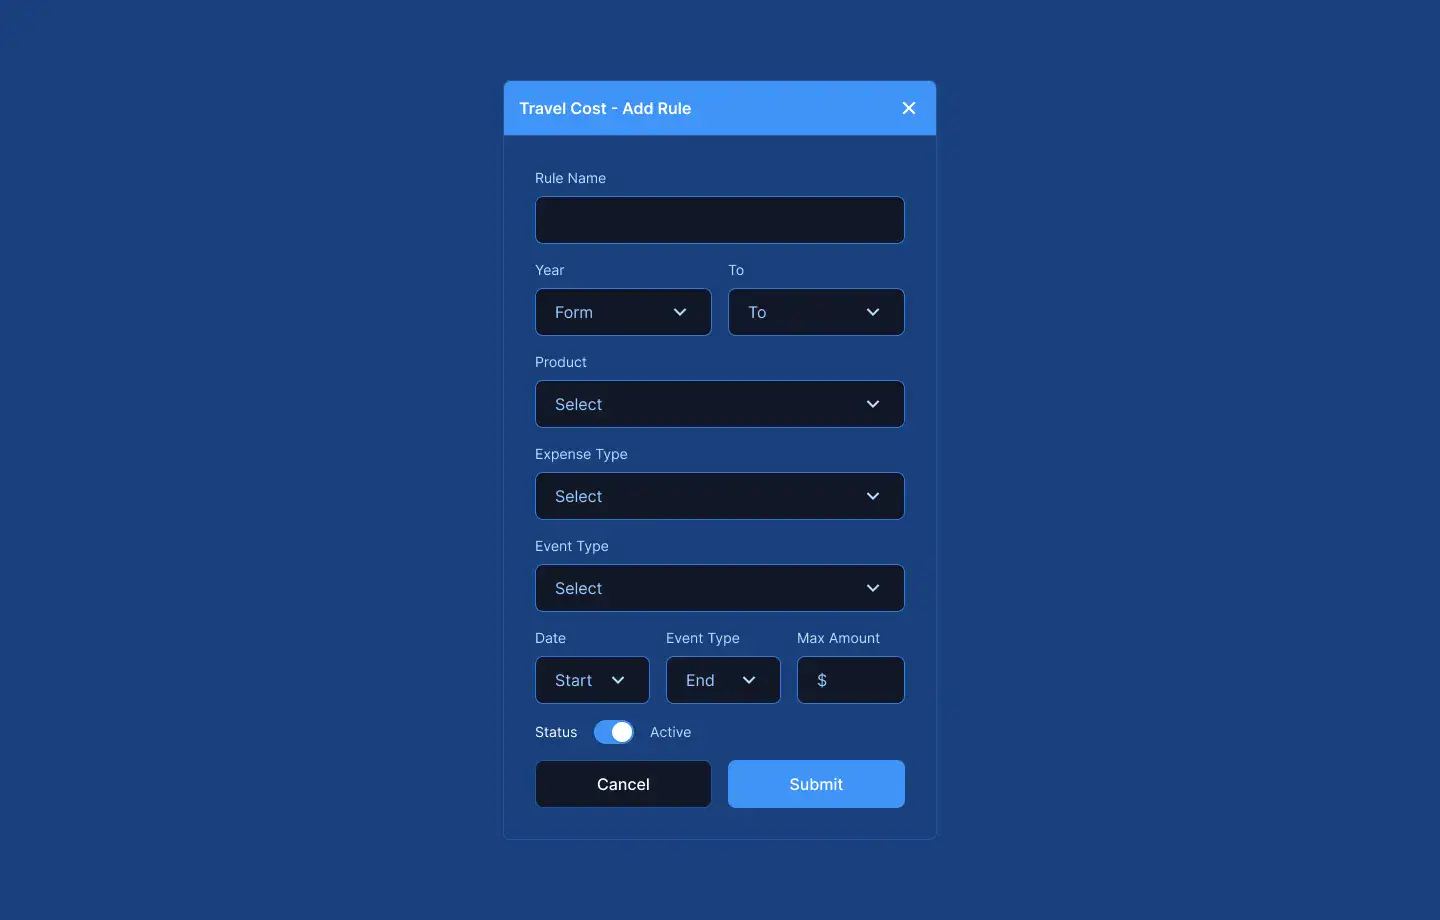 Travel Cost - Add Rule
Rule Name
Year To
Form To
Product
Select
Expense Type
Select
Event Type
Select
Date Event Type Max Amount
Start End $
Status Active
Cancel Submit